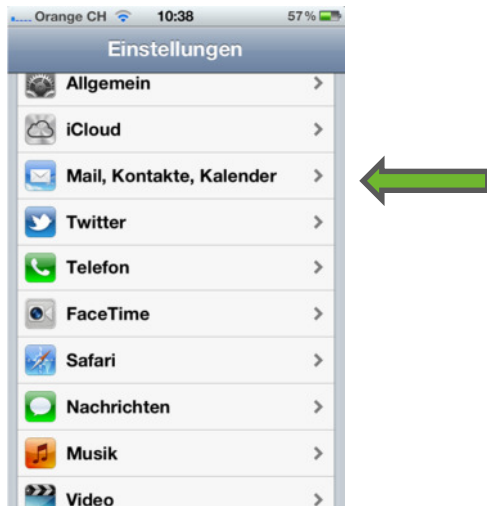 Orange CH 10:38 57%
Einstellungen
Allgemein
iCloud
Mail, Kontakte, Kalender
Twitter
Telefon
FaceTime
Safari
Nachrichten
Musik
Video